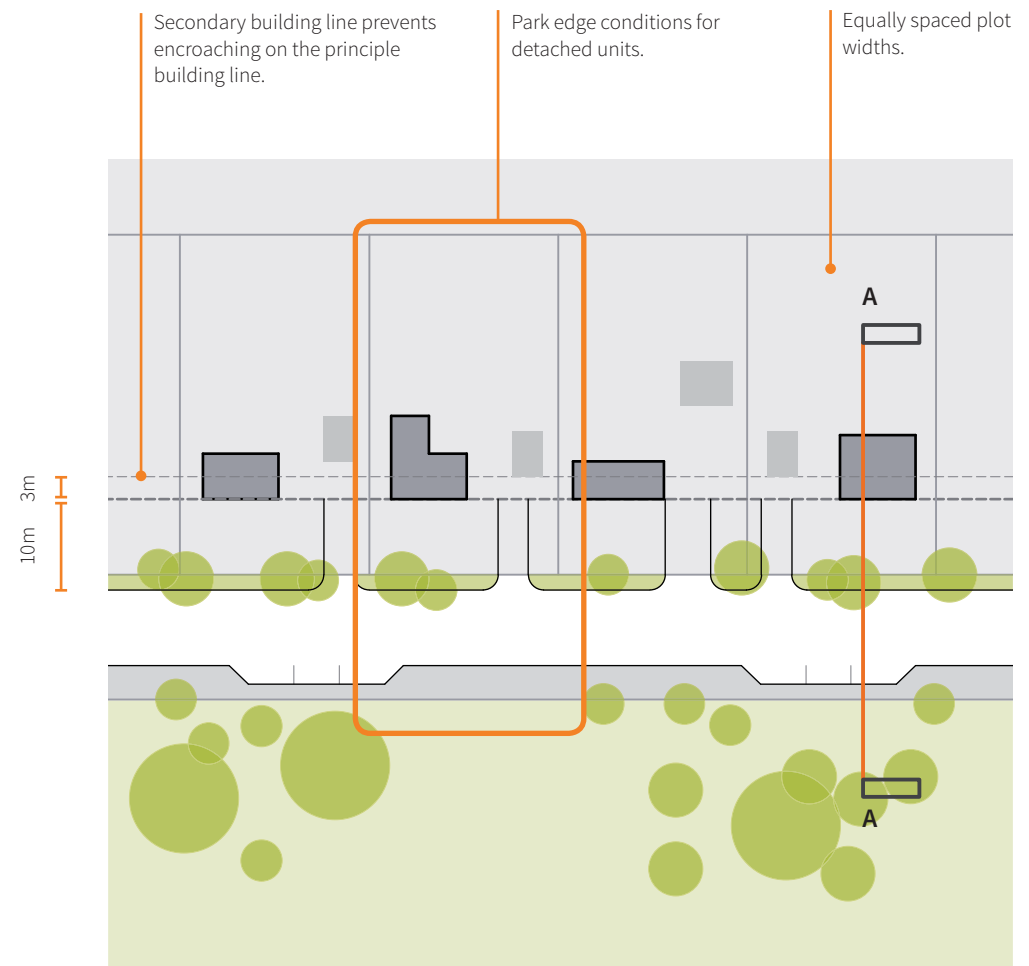 Secondary building line prevents
encroaching on the principle
building line.
Park edge conditions for
detached units.
Equally spaced plot
widths.
A
3m
10m
A